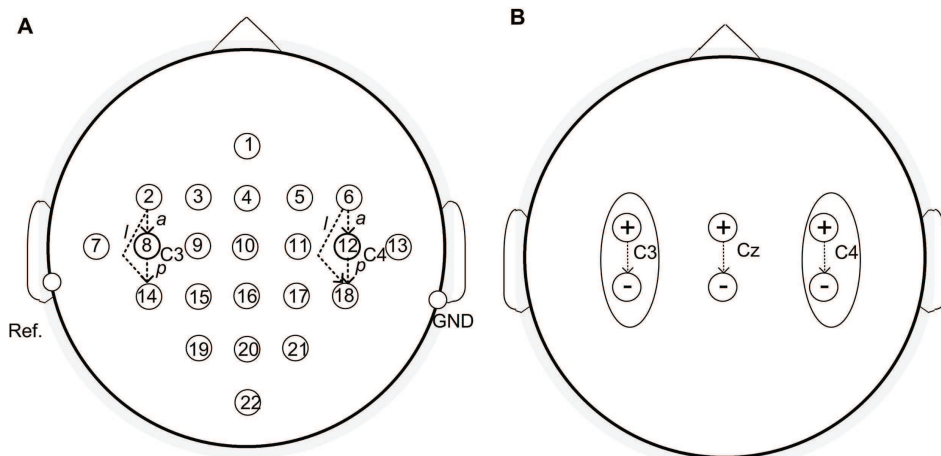 A
B
1
2 3 4 5 6
l a l a
7 8 C3 9 10 11 12 C4 13
p p
14 15 16 17 18
Ref.
GND
19 20 21
22
+ + +
C3 Cz C4
- - -